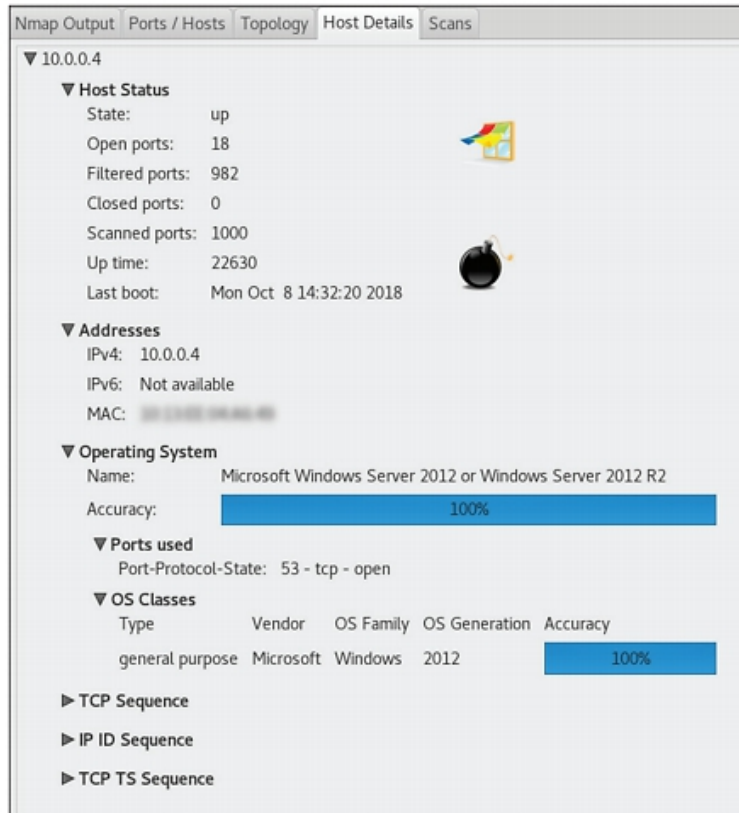 Nmap Output Ports / Hosts Topology Host Details Scans
10.0.0.4
Host Status
State: up
Open ports: 18
Filtered ports: 982
Closed ports: 0
Scanned ports: 1000
Up time: 22630
Last boot: Mon Oct 8 14:32:20 2018
Addresses
IPv4: 10.0.0.4
IPv6: Not available
MAC:
Operating System
Name: Microsoft Windows Server 2012 or Windows Server 2012 R2
Accuracy: 100%
Ports used
Port-Protocol-State: 53 - tcp - open
OS Classes
Type Vendor OS Family OS Generation Accuracy
general purpose Microsoft Windows 2012 100%
TCP Sequence
IP ID Sequence
TCP TS Sequence